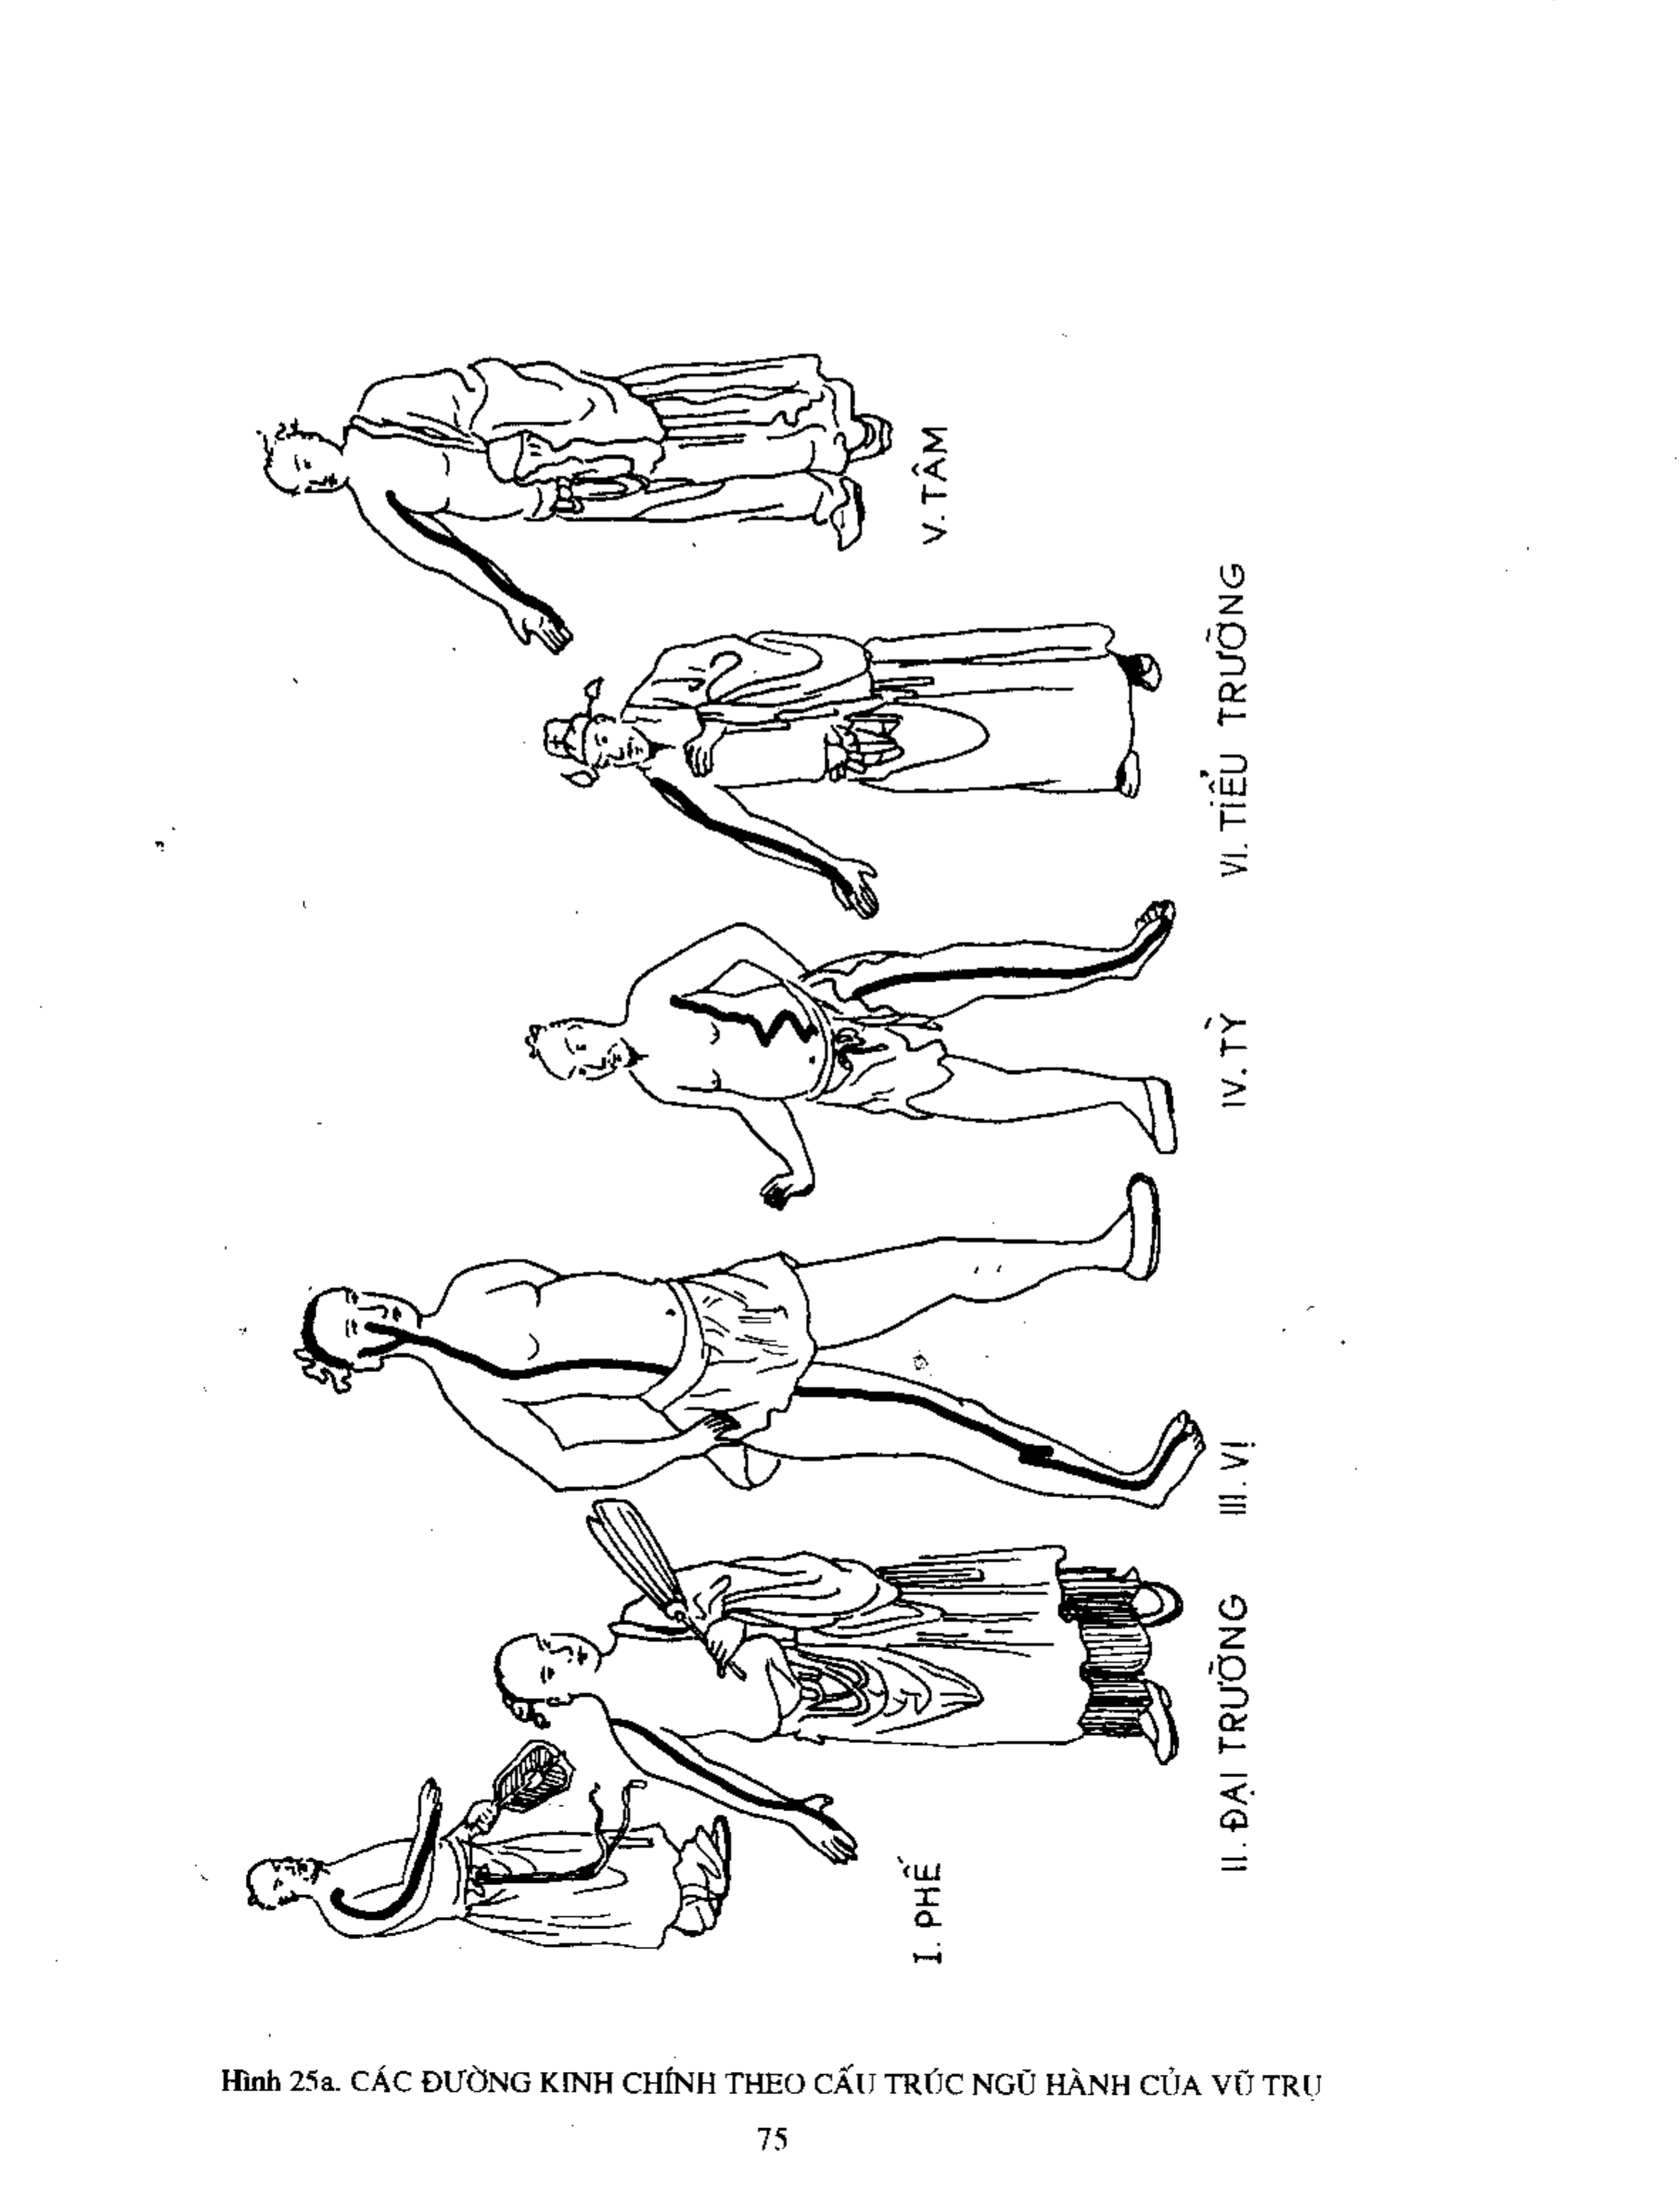 I. PHẾ
II. ĐẠI TRƯỜNG
III. VỊ
IV. TỲ
V. TÂM
VI. TIỂU TRƯỜNG
Hình 25a. CÁC ĐƯỜNG KINH CHÍNH THEO CẤU TRÚC NGŨ HÀNH CỦA VŨ TRỤ
75